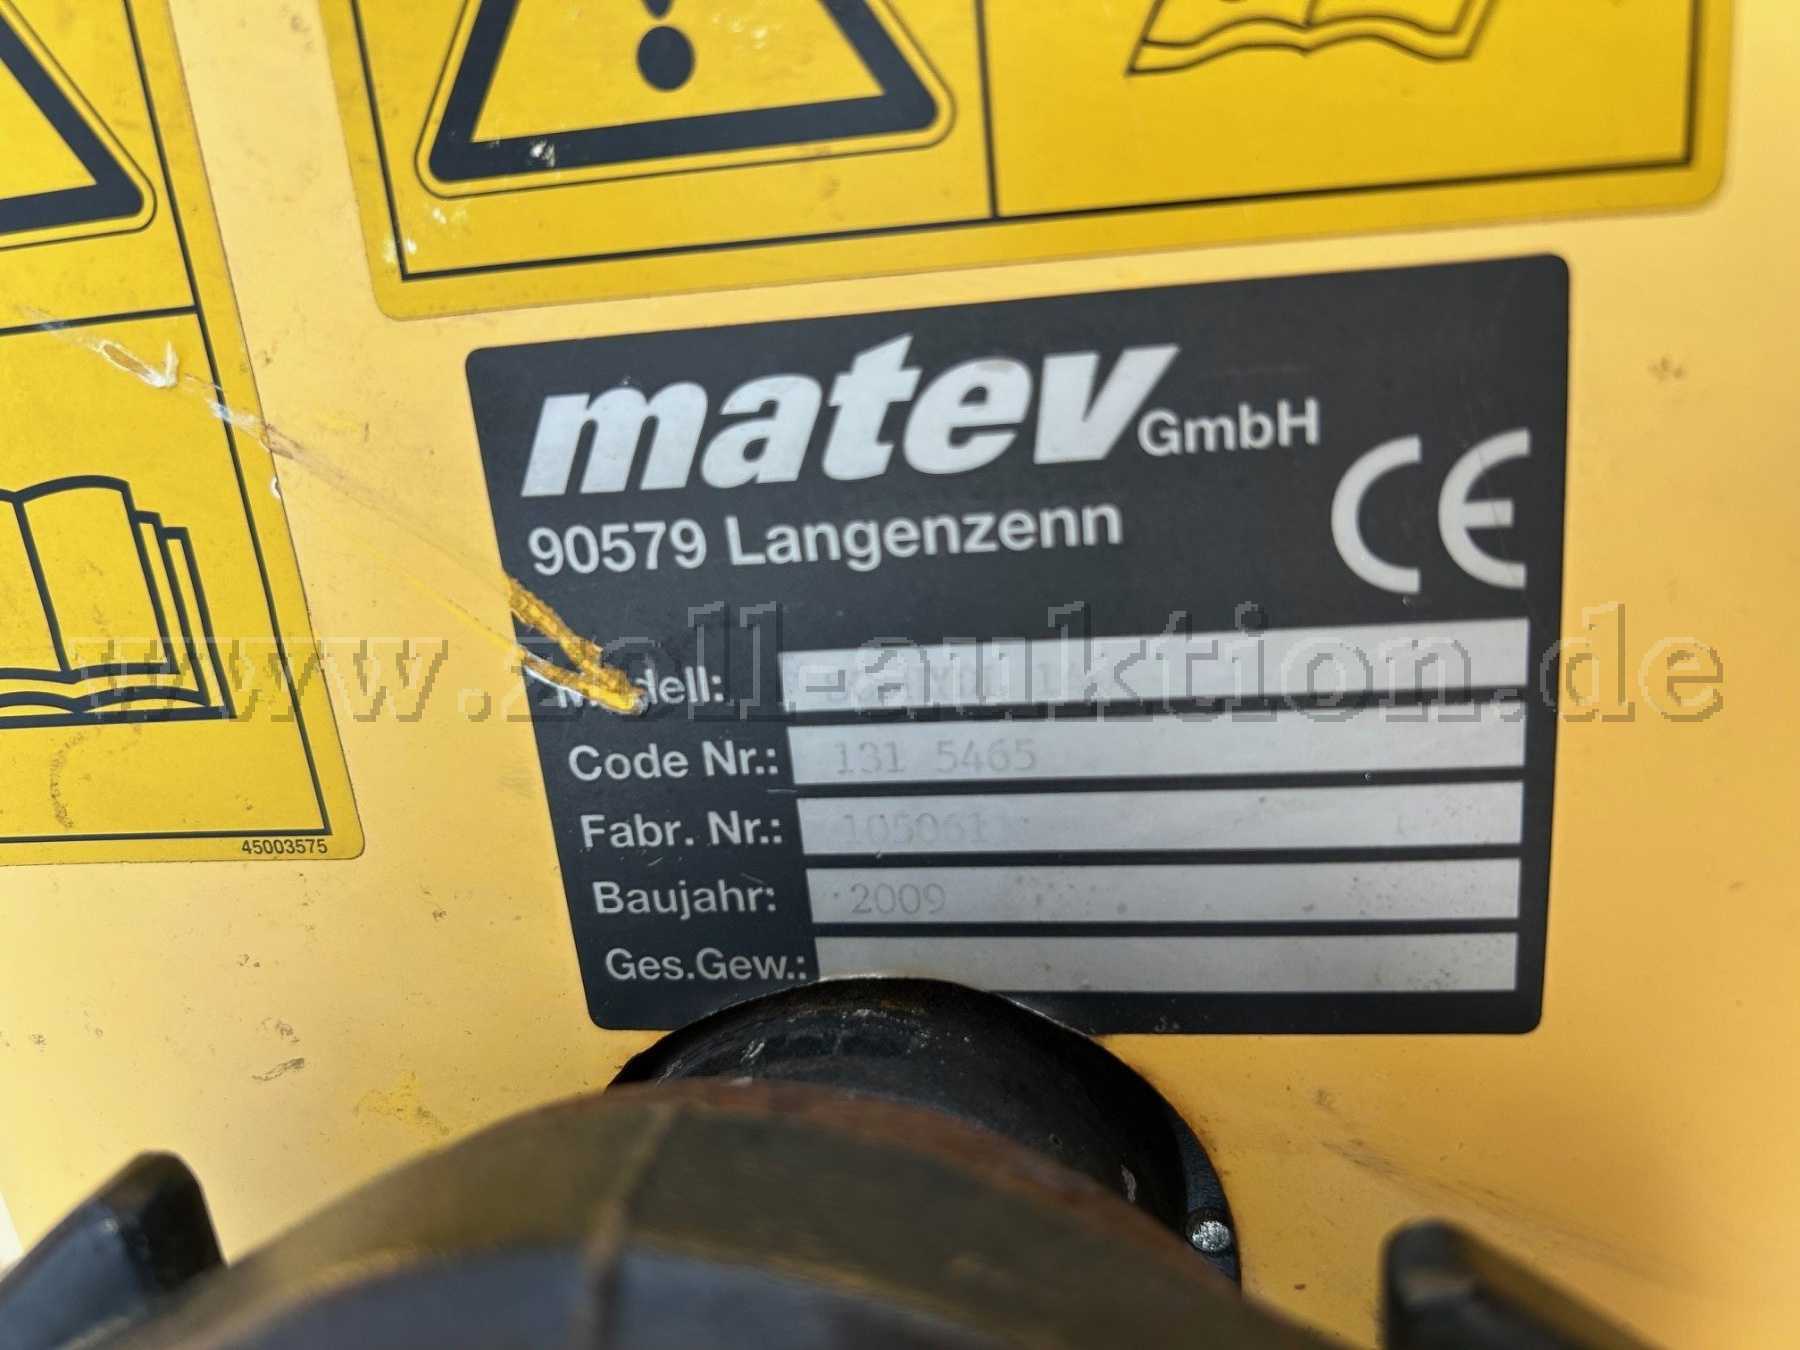 matev GmbH
90579 Langenzenn
CE
www.zoll-auktion.de
Modell:
Code Nr.: 131 5465
Fabr. Nr.: 105061
Baujahr: 2009
Ges.Gew.:
45003575